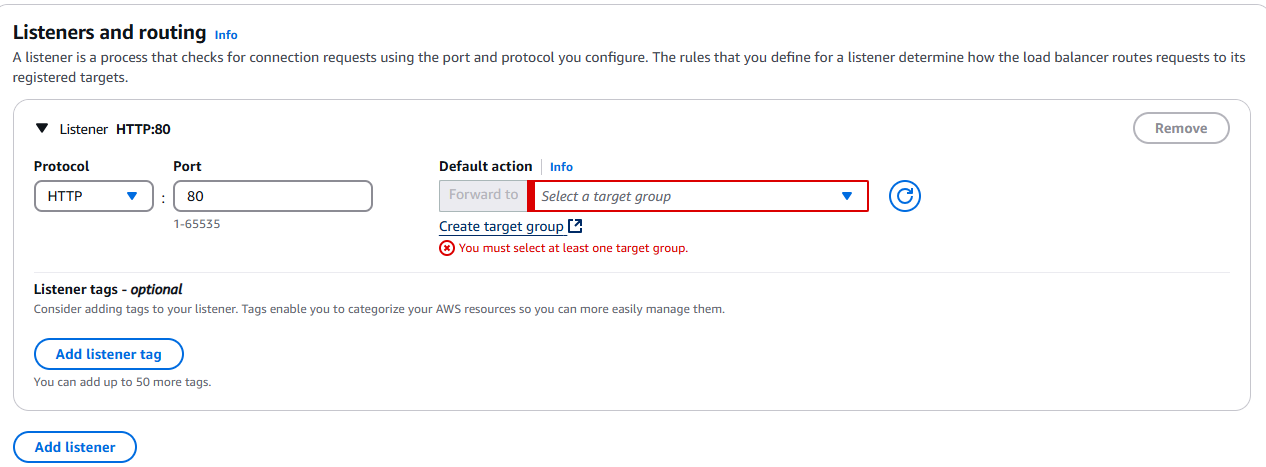 Listeners and routing Info
A listener is a process that checks for connection requests using the port and protocol you configure. The rules that you define for a listener determine how the load balancer routes requests to its
registered targets.
Listener HTTP:80
Remove
Protocol
Port
Default action
Info
HTTP
:
80
Forward to
Select a target group
1-65535
Create target group
You must select at least one target group.
Listener tags - optional
Consider adding tags to your listener. Tags enable you to categorize your AWS resources so you can more easily manage them.
Add listener tag
You can add up to 50 more tags.
Add listener